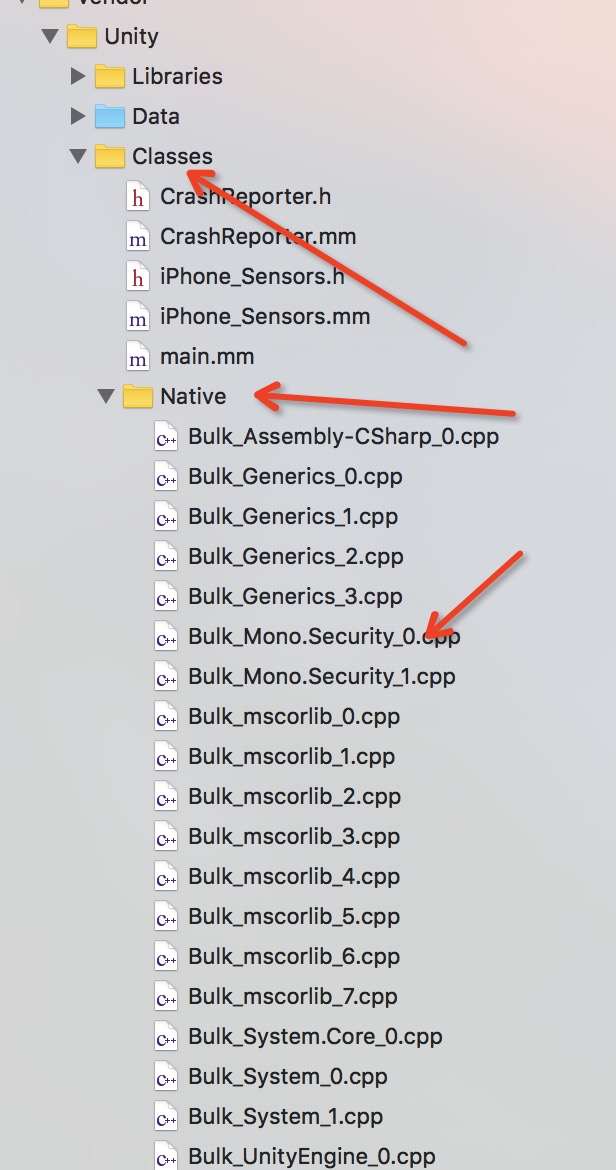 Vendor
Unity
Libraries
Data
Classes
h CrashReporter.h
m CrashReporter.mm
h iPhone_Sensors.h
m iPhone_Sensors.mm
m main.mm
Native
C++ Bulk_Assembly-CSharp_0.cpp
C++ Bulk_Generics_0.cpp
C++ Bulk_Generics_1.cpp
C++ Bulk_Generics_2.cpp
C++ Bulk_Generics_3.cpp
C++ Bulk_Mono.Security_0.cpp
C++ Bulk_Mono.Security_1.cpp
C++ Bulk_mscorlib_0.cpp
C++ Bulk_mscorlib_1.cpp
C++ Bulk_mscorlib_2.cpp
C++ Bulk_mscorlib_3.cpp
C++ Bulk_mscorlib_4.cpp
C++ Bulk_mscorlib_5.cpp
C++ Bulk_mscorlib_6.cpp
C++ Bulk_mscorlib_7.cpp
C++ Bulk_System.Core_0.cpp
C++ Bulk_System_0.cpp
C++ Bulk_System_1.cpp
C++ Bulk_UnityEngine_0.cpp